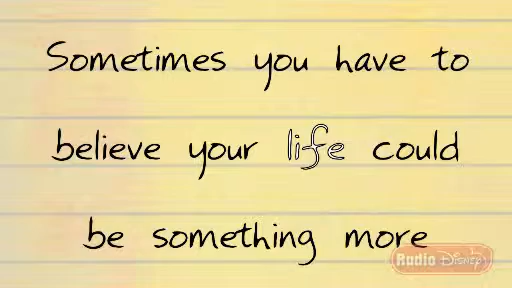 Sometimes you have to
believe your life could
be something more
Radio Disney